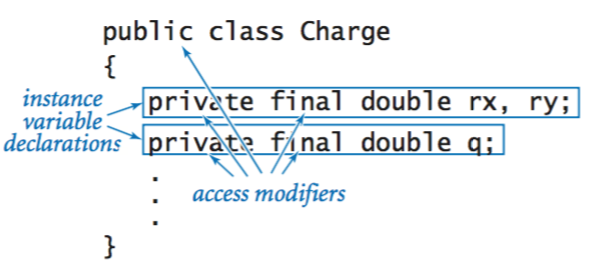 public class Charge
{
instance
variable
declarations
private final double rx, ry;
private final double q;
.
.
.
access modifiers
}